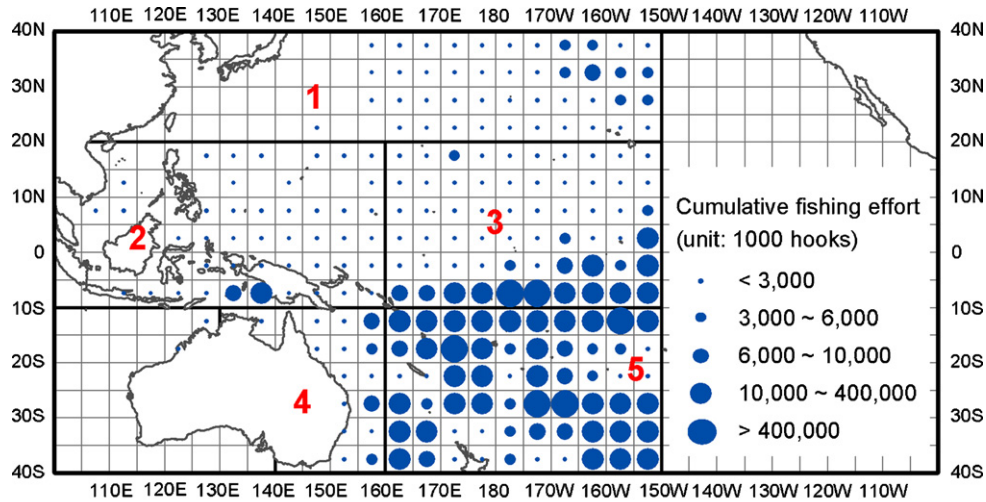 110E 120E 130E 140E 150E 160E 170E 180 170W 160W 150W 140W 130W 120W 110W
40N 40N
30N 1 30N
20N 20N
10N 10N
Cumulative fishing effort
2 3
0 (unit: 1000 hooks) 0
< 3,000
10S 10S
3,000 ~ 6,000
20S 6,000 ~ 10,000 20S
5
4 10,000 ~ 400,000
30S 30S
> 400,000
40S 40S
110E 120E 130E 140E 150E 160E 170E 180 170W 160W 150W 140W 130W 120W 110W